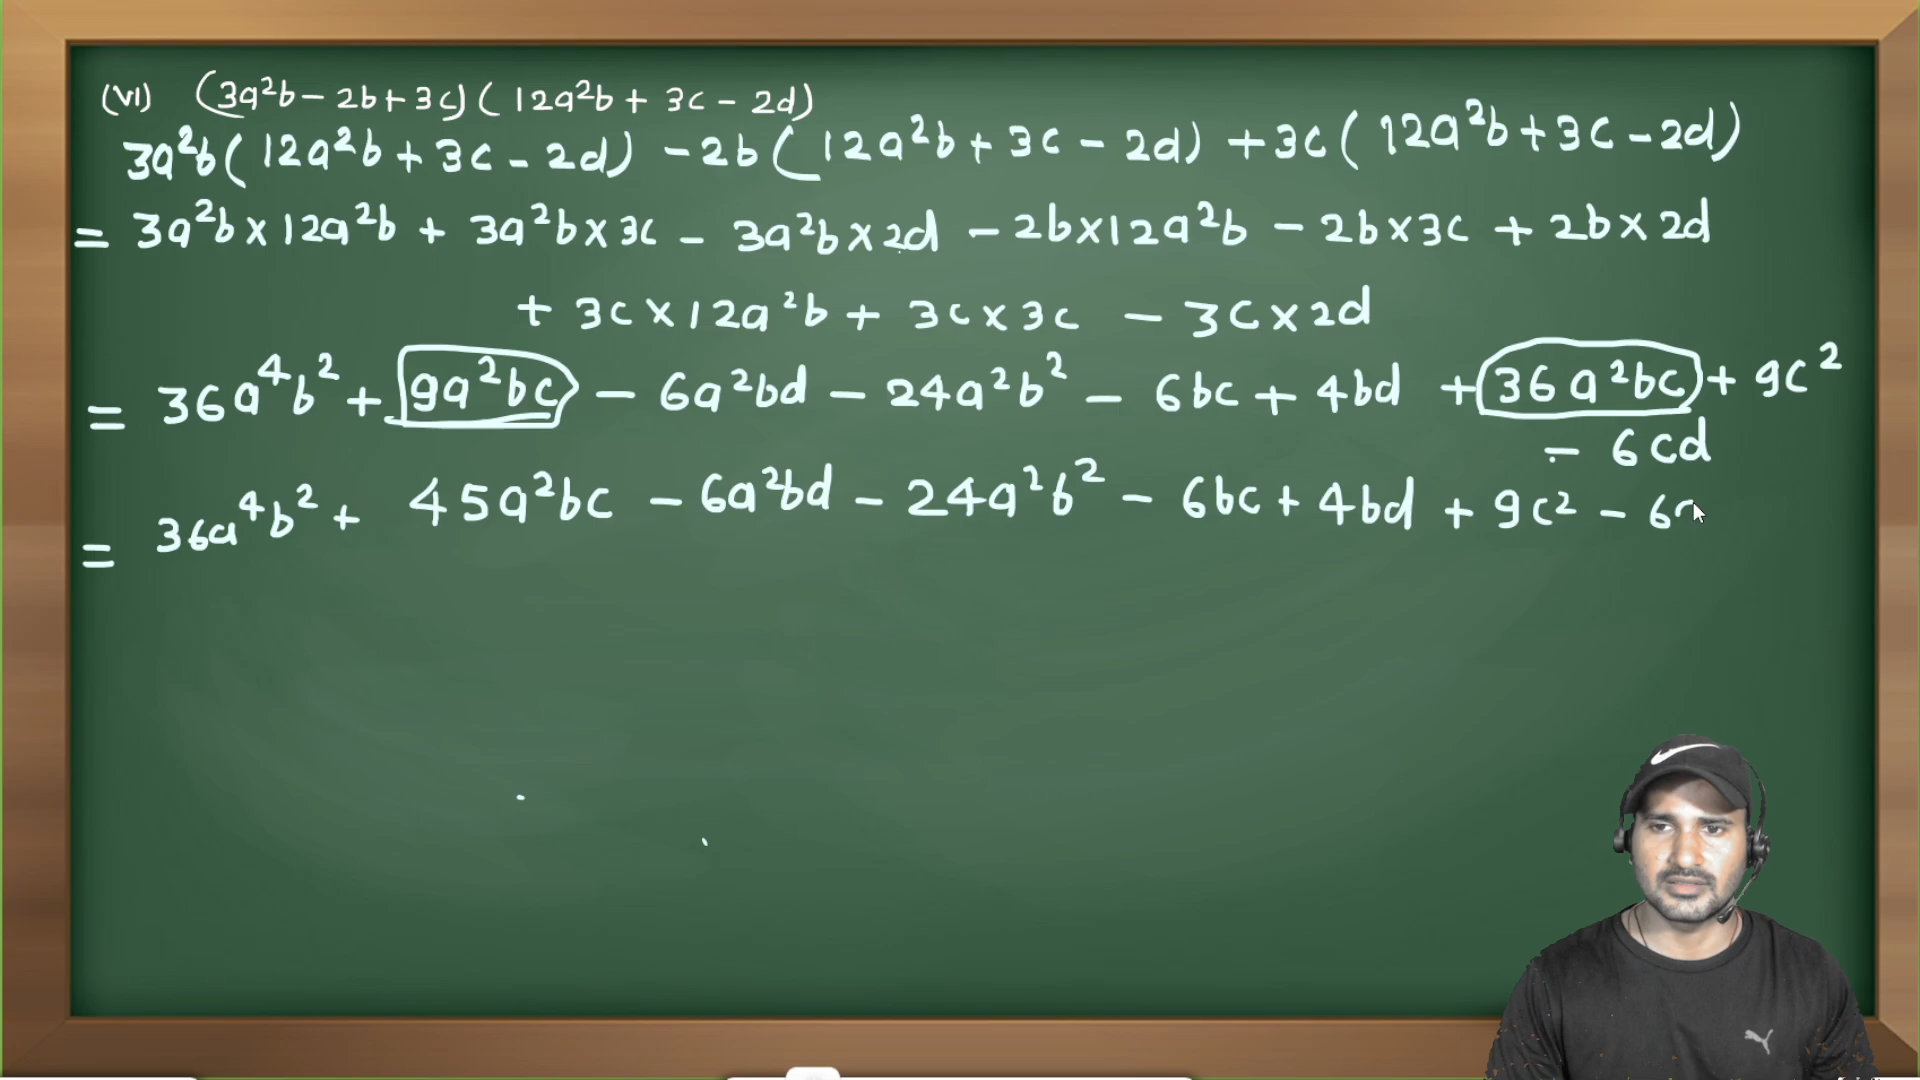 (VI) (3a²b - 2b + 3c) (12a²b + 3c - 2d)
3a²b (12a²b + 3c - 2d) - 2b (12a²b + 3c - 2d) + 3c (12a²b + 3c - 2d)
= 3a²b × 12a²b + 3a²b × 3c - 3a²b × 2d - 2b × 12a²b - 2b × 3c + 2b × 2d
+ 3c × 12a²b + 3c × 3c - 3c × 2d
= 36a⁴b² + 9a²bc - 6a²bd - 24a²b² - 6bc + 4bd + 36a²bc + 9c²
- 6cd
= 36a⁴b² + 45a²bc - 6a²bd - 24a²b² - 6bc + 4bd + 9c² - 6c